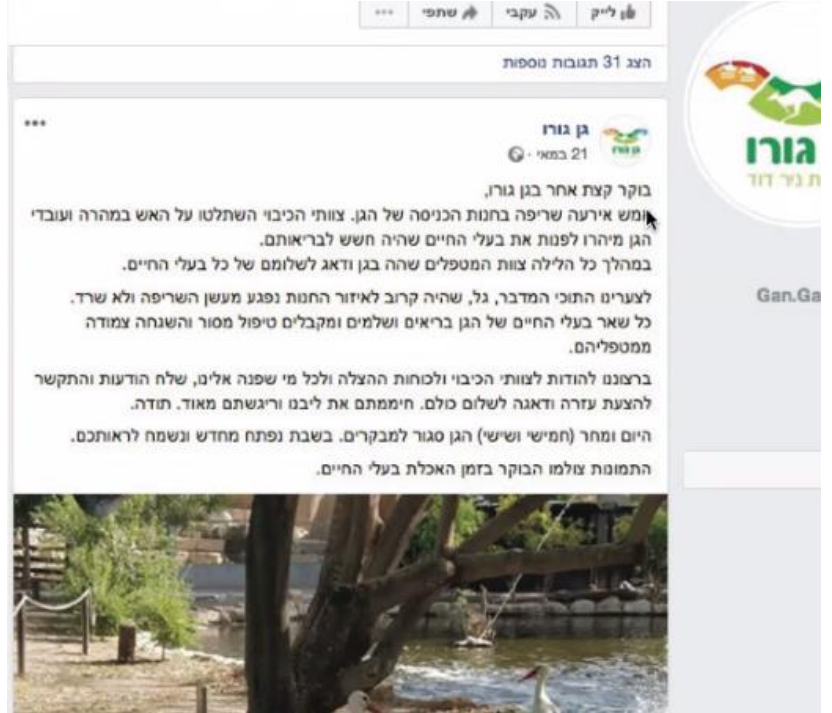 לייק עקבי שתפי ...
הצג 31 תגובות נוספות
גן גורו
21 במאי ·
בוקר קצת אחר בגן גורו,
אמש אירעה שריפה בחנות הכניסה של הגן. צוותי הכיבוי השתלטו על האש במהרה ועובדי
הגן מיהרו לפנות את בעלי החיים שהיה חשש לבריאותם.
במהלך כל הלילה צוות המטפלים שהה בגן ודאג לשלומם של כל בעלי החיים.
לצערינו התוכי המדבר, גל, שהיה קרוב לאיזור החנות נפגע מעשן השריפה ולא שרד.
כל שאר בעלי החיים של הגן בריאים ושלמים ומקבלים טיפול מסור והשגחה צמודה
ממטפליהם.
ברצוננו להודות לצוותי הכיבוי ולכוחות ההצלה ולכל מי שפנה אלינו, שלח הודעות והתקשר
להצעת עזרה ודאגה לשלום כולם. חיממתם את ליבנו וריגשתם מאוד. תודה.
היום ומחר (חמישי ושישי) הגן סגור למבקרים. בשבת נפתח מחדש ונשמח לראותכם.
התמונות צולמו הבוקר בזמן האכלת בעלי החיים.
גורו
ניר דוד
Gan.Ga